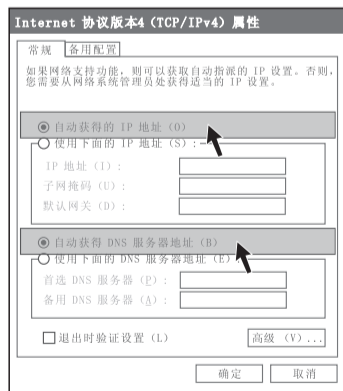 Internet 协议版本4（TCP/IPv4）属性
常规 备用配置
如果网络支持功能，则可以获取自动指派的 IP 设置。否则，
您需要从网络系统管理员处获得适当的 IP 设置。
自动获得的 IP 地址（O）
使用下面的 IP 地址（S）：
IP 地址（I）：
子网掩码（U）：
默认网关（D）：
自动获得 DNS 服务器地址（B）
使用下面的 DNS 服务器地址（E）
首选 DNS 服务器（P）：
备用 DNS 服务器（A）：
退出时验证设置（L）
高级 （V）...
确定 取消